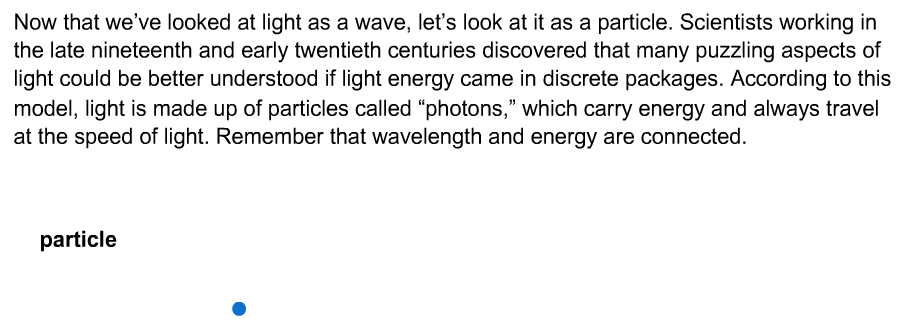 Now that we’ve looked at light as a wave, let’s look at it as a particle. Scientists working in
the late nineteenth and early twentieth centuries discovered that many puzzling aspects of
light could be better understood if light energy came in discrete packages. According to this
model, light is made up of particles called “photons,” which carry energy and always travel
at the speed of light. Remember that wavelength and energy are connected.
particle